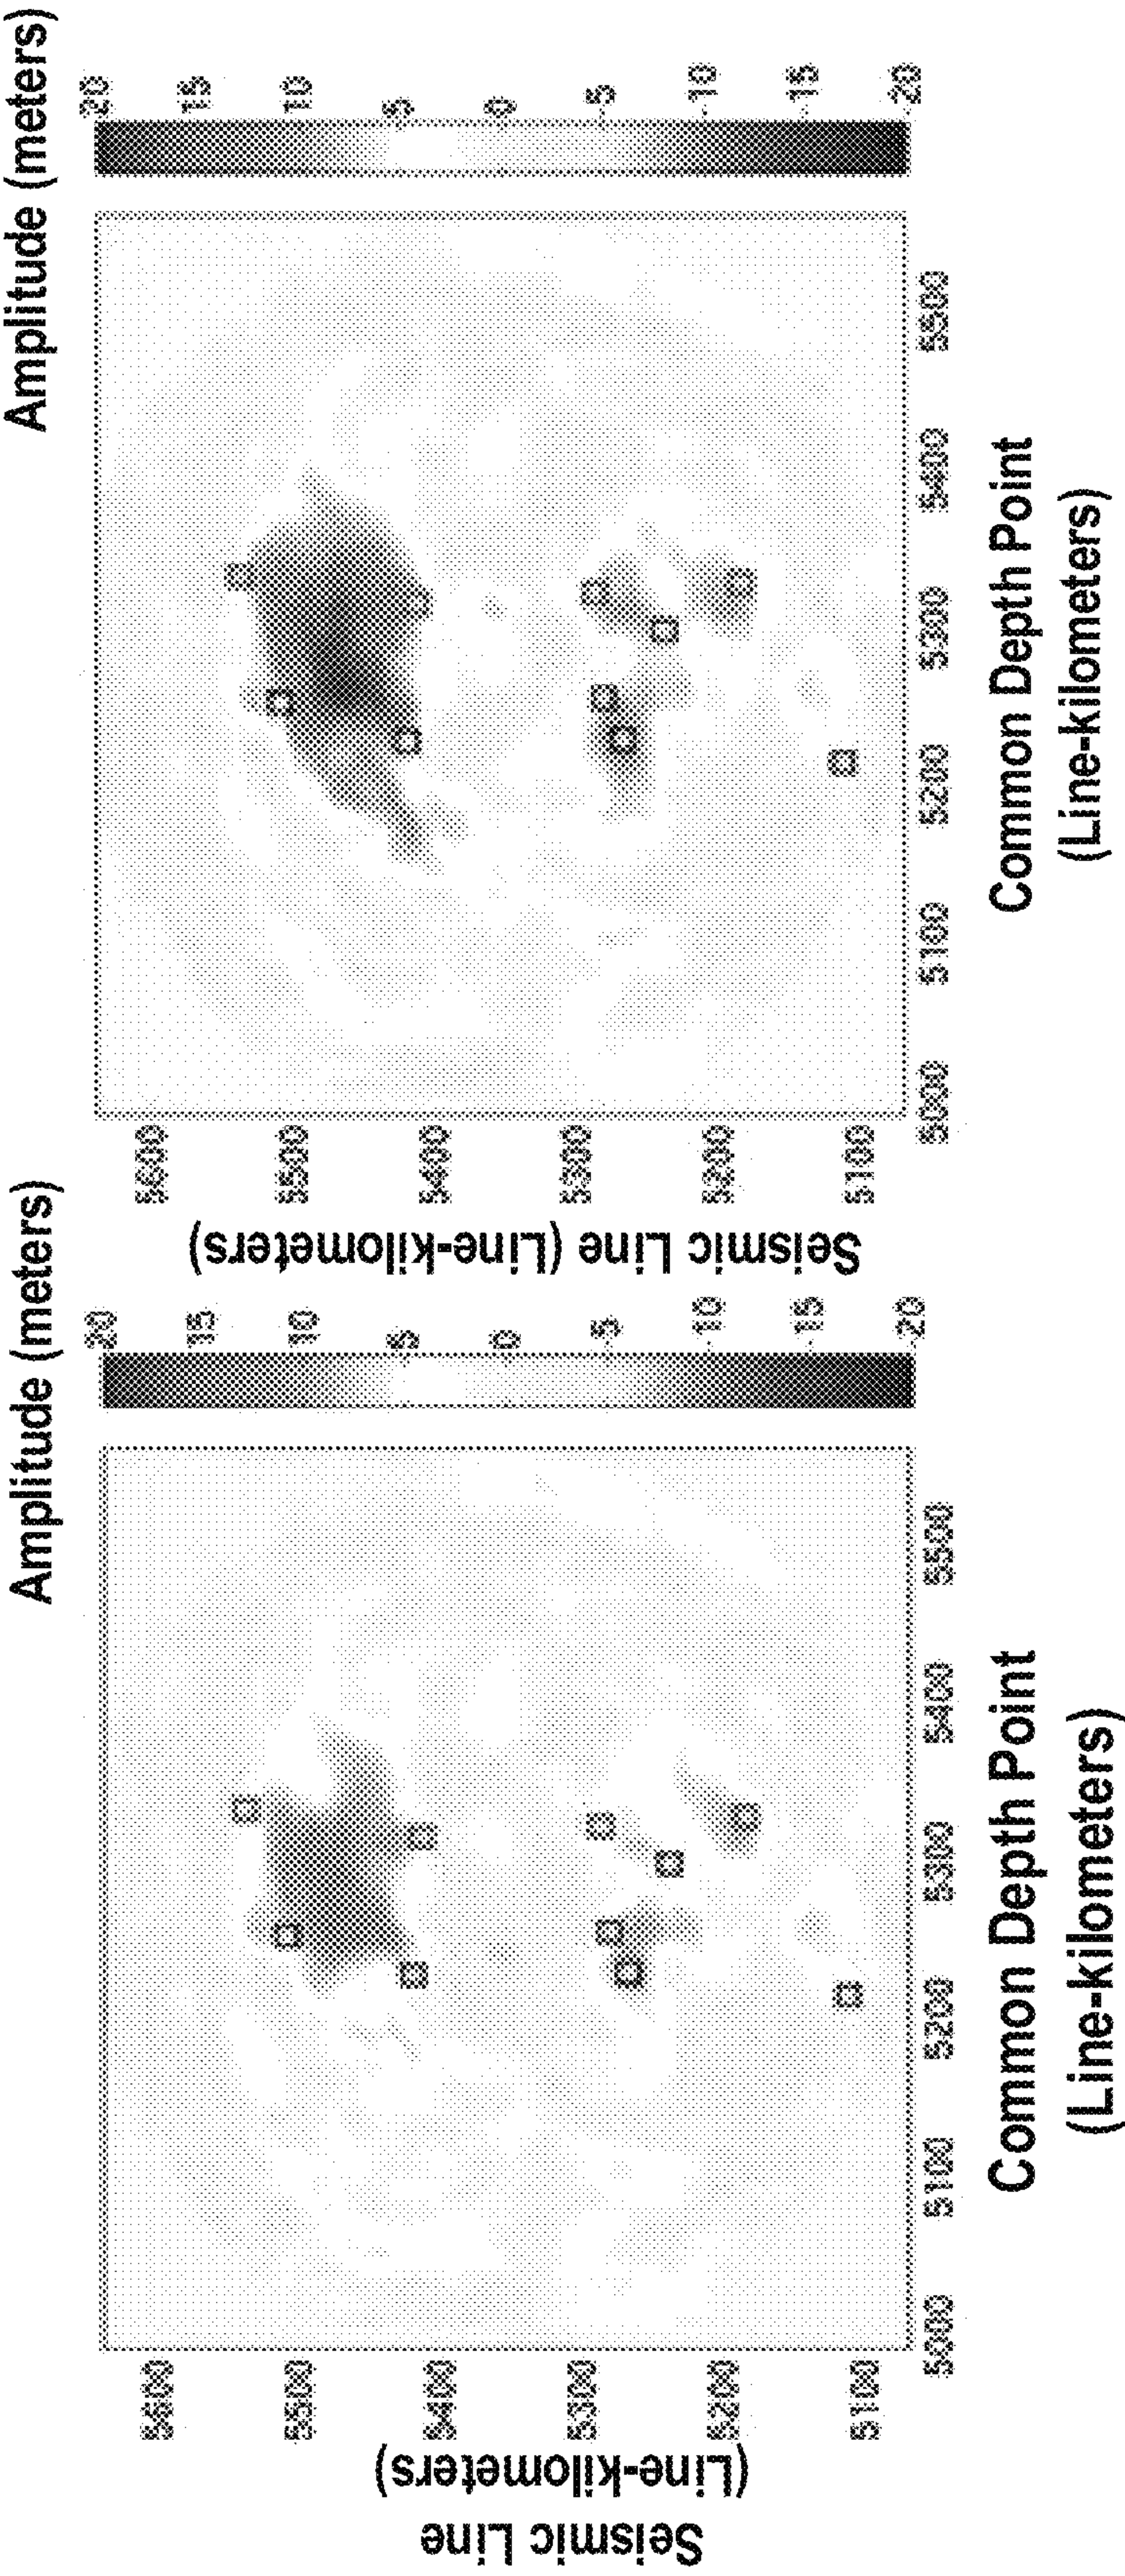 Amplitude (meters)
20
15
10
5
0
-5
-10
-15
-20
5600
5500
5400
5300
5200
5100
Seismic Line
(Line-kilometers)
5000 5100 5200 5300 5400 5500
Common Depth Point
(Line-kilometers)
Amplitude (meters)
20
15
10
5
0
-5
-10
-15
-20
5600
5500
5400
5300
5200
5100
Seismic Line (Line-kilometers)
5000 5100 5200 5300 5400 5500
Common Depth Point
(Line-kilometers)